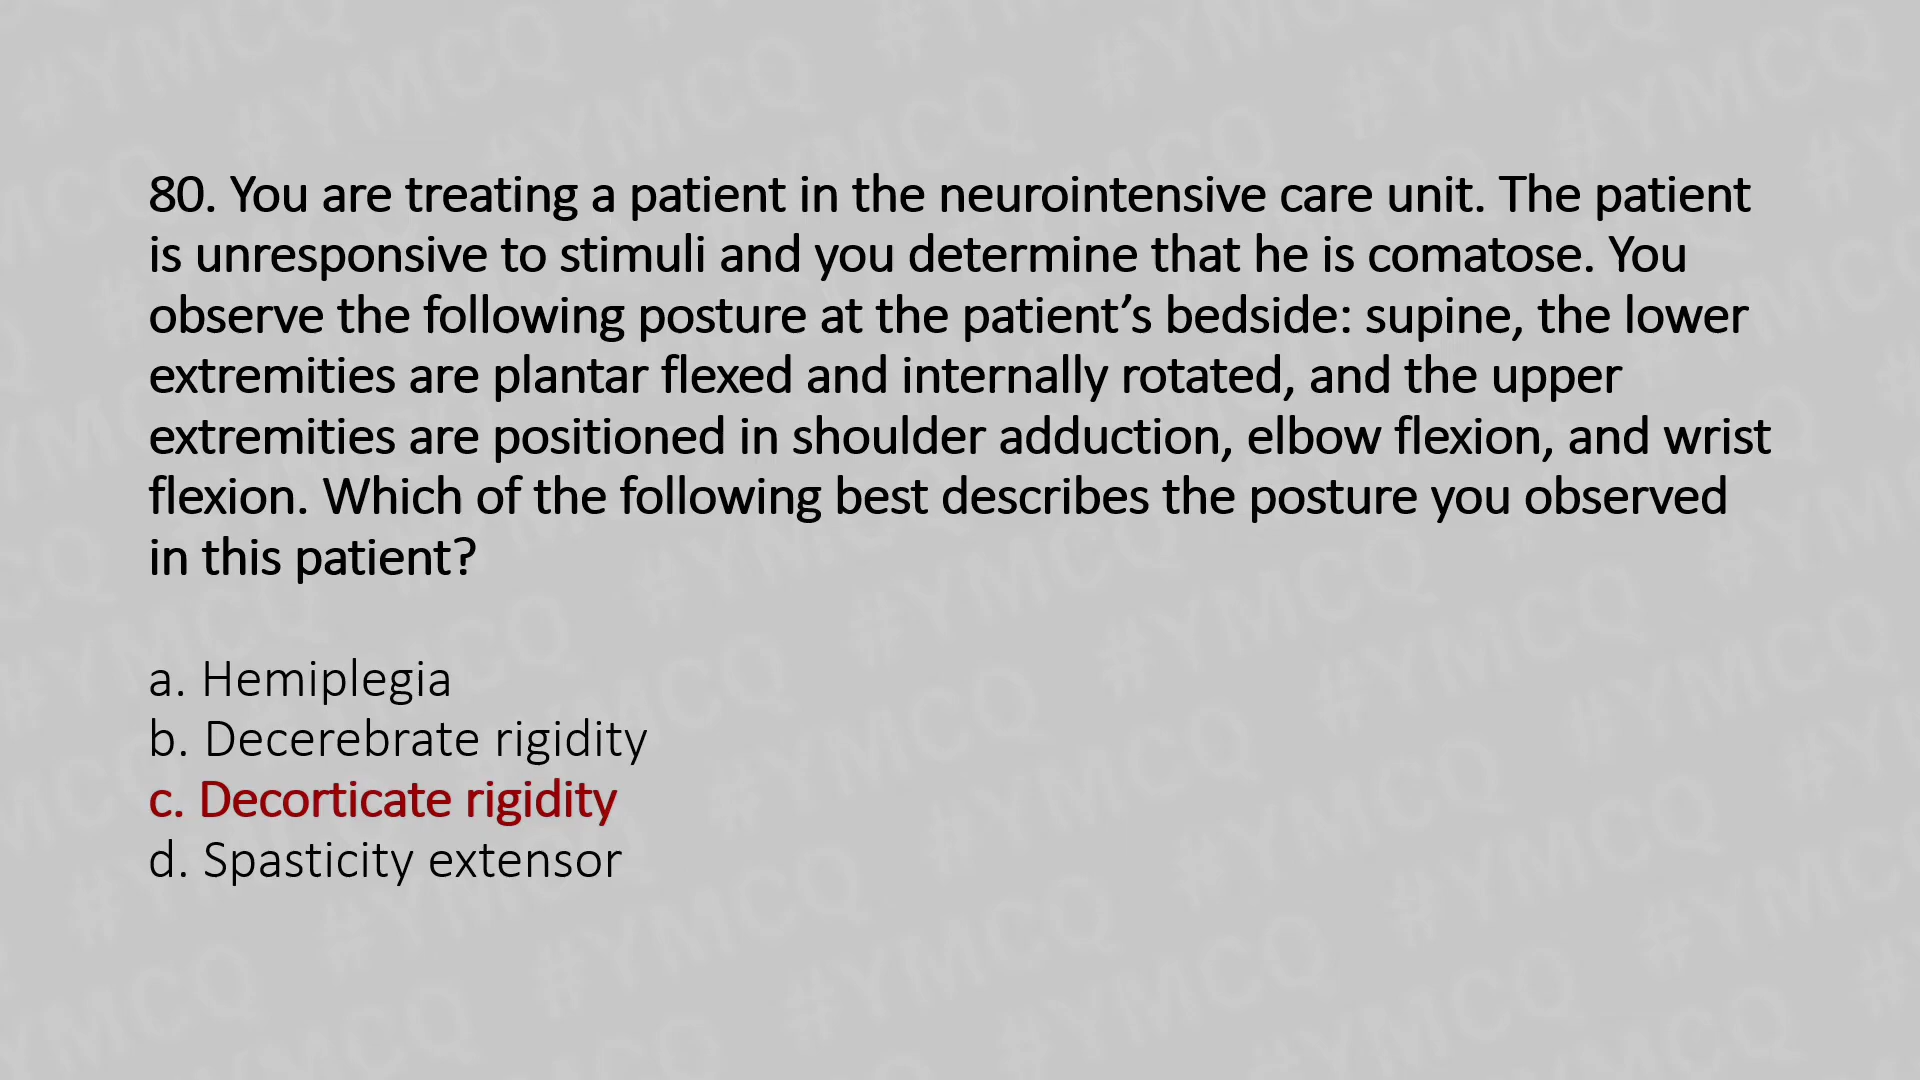 80. You are treating a patient in the neurointensive care unit. The patient
is unresponsive to stimuli and you determine that he is comatose. You
observe the following posture at the patient’s bedside: supine, the lower
extremities are plantar flexed and internally rotated, and the upper
extremities are positioned in shoulder adduction, elbow flexion, and wrist
flexion. Which of the following best describes the posture you observed
in this patient?
a. Hemiplegia
b. Decerebrate rigidity
c. Decorticate rigidity
d. Spasticity extensor
#YMCQ